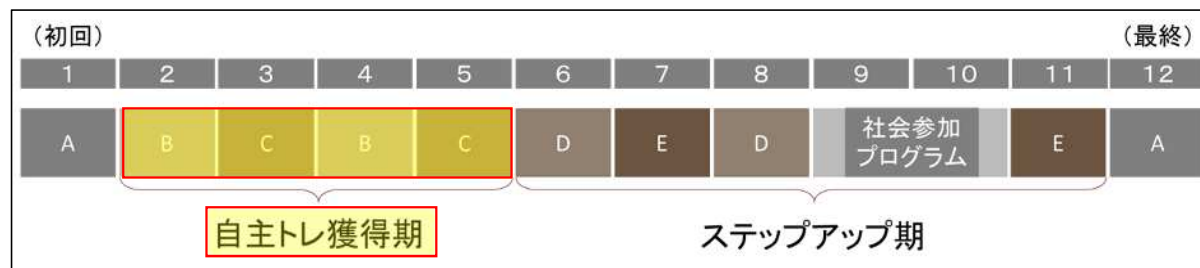 (初回) (最終)
1 2 3 4 5 6 7 8 9 10 11 12
A B C B C D E D 社会参加 E A
プログラム
自主トレ獲得期 ステップアップ期